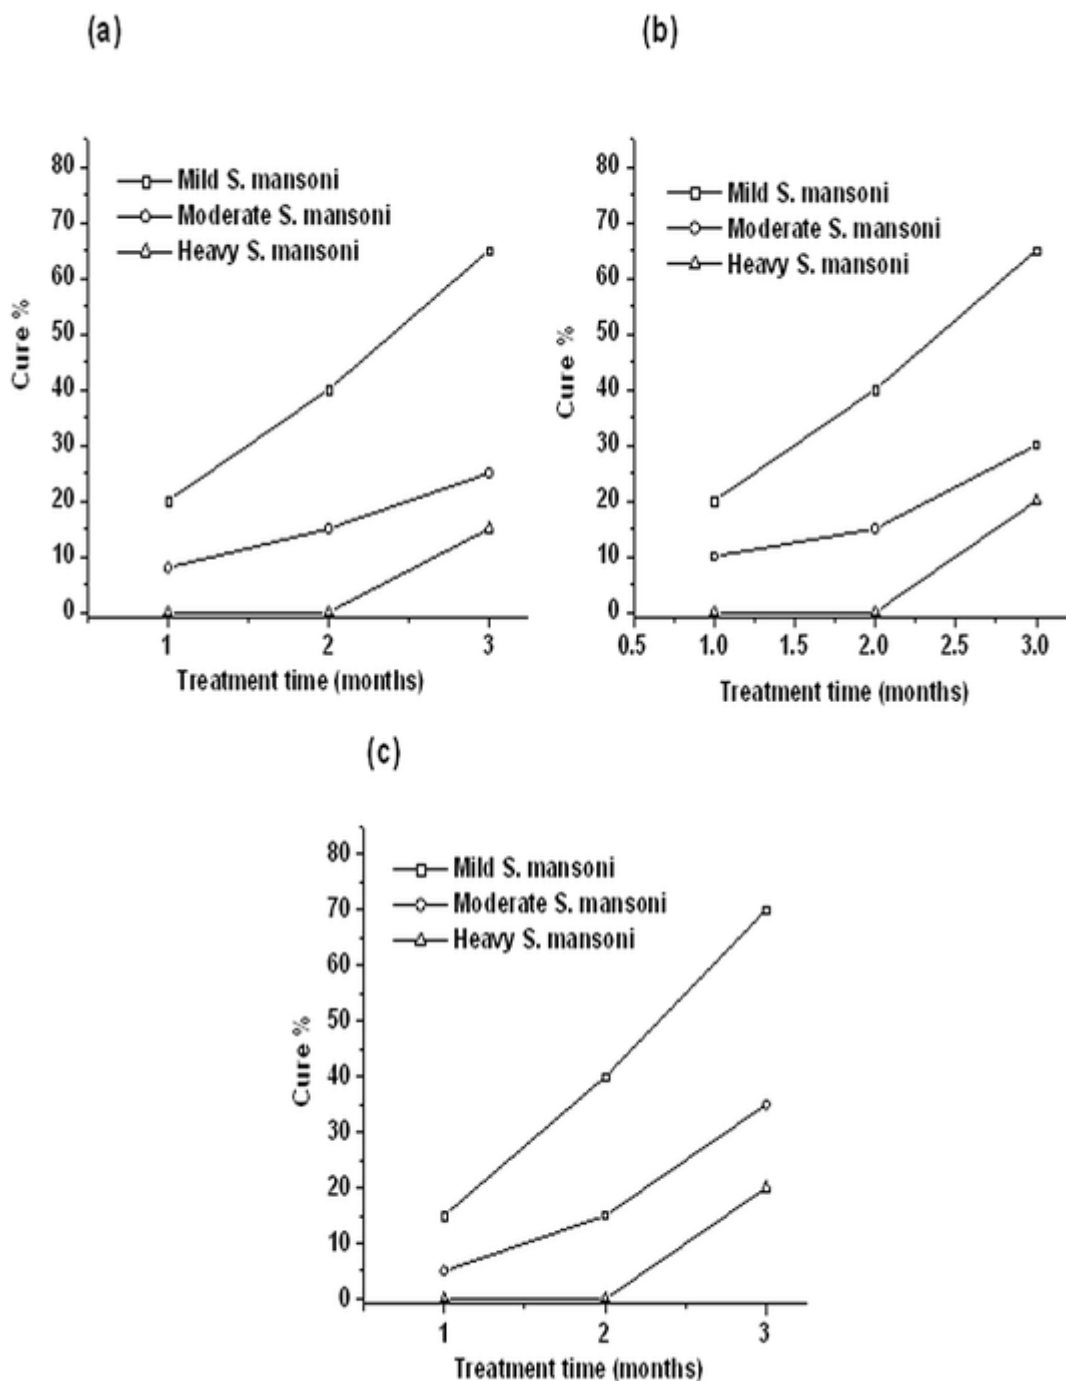 (a)
80
70
60
50
40
30
20
10
0
Cure %
Mild S. mansoni
Moderate S. mansoni
Heavy S. mansoni
1 2 3
Treatment time (months)
(b)
80
70
60
50
40
30
20
10
0
Cure %
Mild S. mansoni
Moderate S. mansoni
Heavy S. mansoni
0.5 1.0 1.5 2.0 2.5 3.0
Treatment time (months)
(c)
80
70
60
50
40
30
20
10
0
Cure %
Mild S. mansoni
Moderate S. mansoni
Heavy S. mansoni
1 2 3
Treatment time (months)